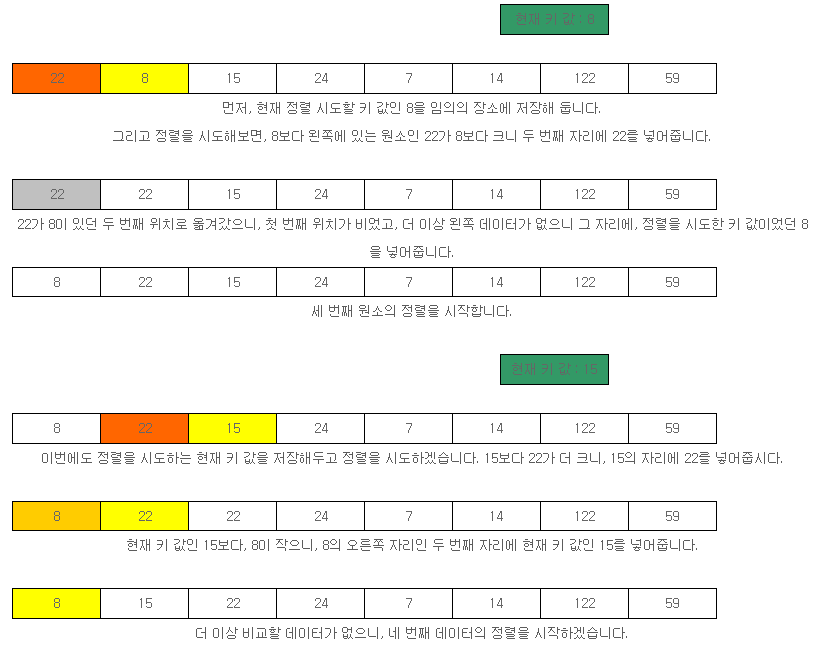 현재 키 값 : 8
22 8 15 24 7 14 122 59
먼저, 현재 정렬 시도할 키 값인 8을 임의의 장소에 저장해 둡니다.
그리고 정렬을 시도해보면, 8보다 왼쪽에 있는 원소인 22가 8보다 크니 두 번째 자리에 22를 넣어줍니다.
22 22 15 24 7 14 122 59
22가 8이 있던 두 번째 위치로 옮겨갔으니, 첫 번째 위치가 비었고, 더 이상 왼쪽 데이터가 없으니 그 자리에, 정렬을 시도한 키 값이었던 8
을 넣어줍니다.
8 22 15 24 7 14 122 59
세 번째 원소의 정렬을 시작합니다.
현재 키 값 : 15
8 22 15 24 7 14 122 59
이번에도 정렬을 시도하는 현재 키 값을 저장해두고 정렬을 시도하겠습니다. 15보다 22가 더 크니, 15의 자리에 22를 넣어줍시다.
8 22 22 24 7 14 122 59
현재 키 값인 15보다, 8이 작으니, 8의 오른쪽 자리인 두 번째 자리에 현재 키 값인 15를 넣어줍니다.
8 15 22 24 7 14 122 59
더 이상 비교할 데이터가 없으니, 네 번째 데이터의 정렬을 시작하겠습니다.